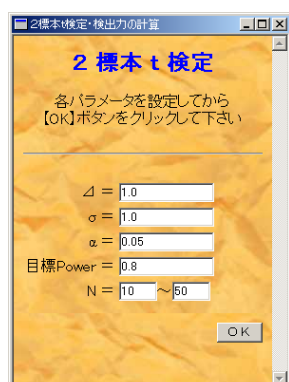 2標本t検定・検出力の計算
2 標本 t 検定
各パラメータを設定してから
【OK】ボタンをクリックして下さい
⊿ = 1.0
σ = 1.0
α = 0.05
目標Power = 0.8
N = 10 ～ 50
OK